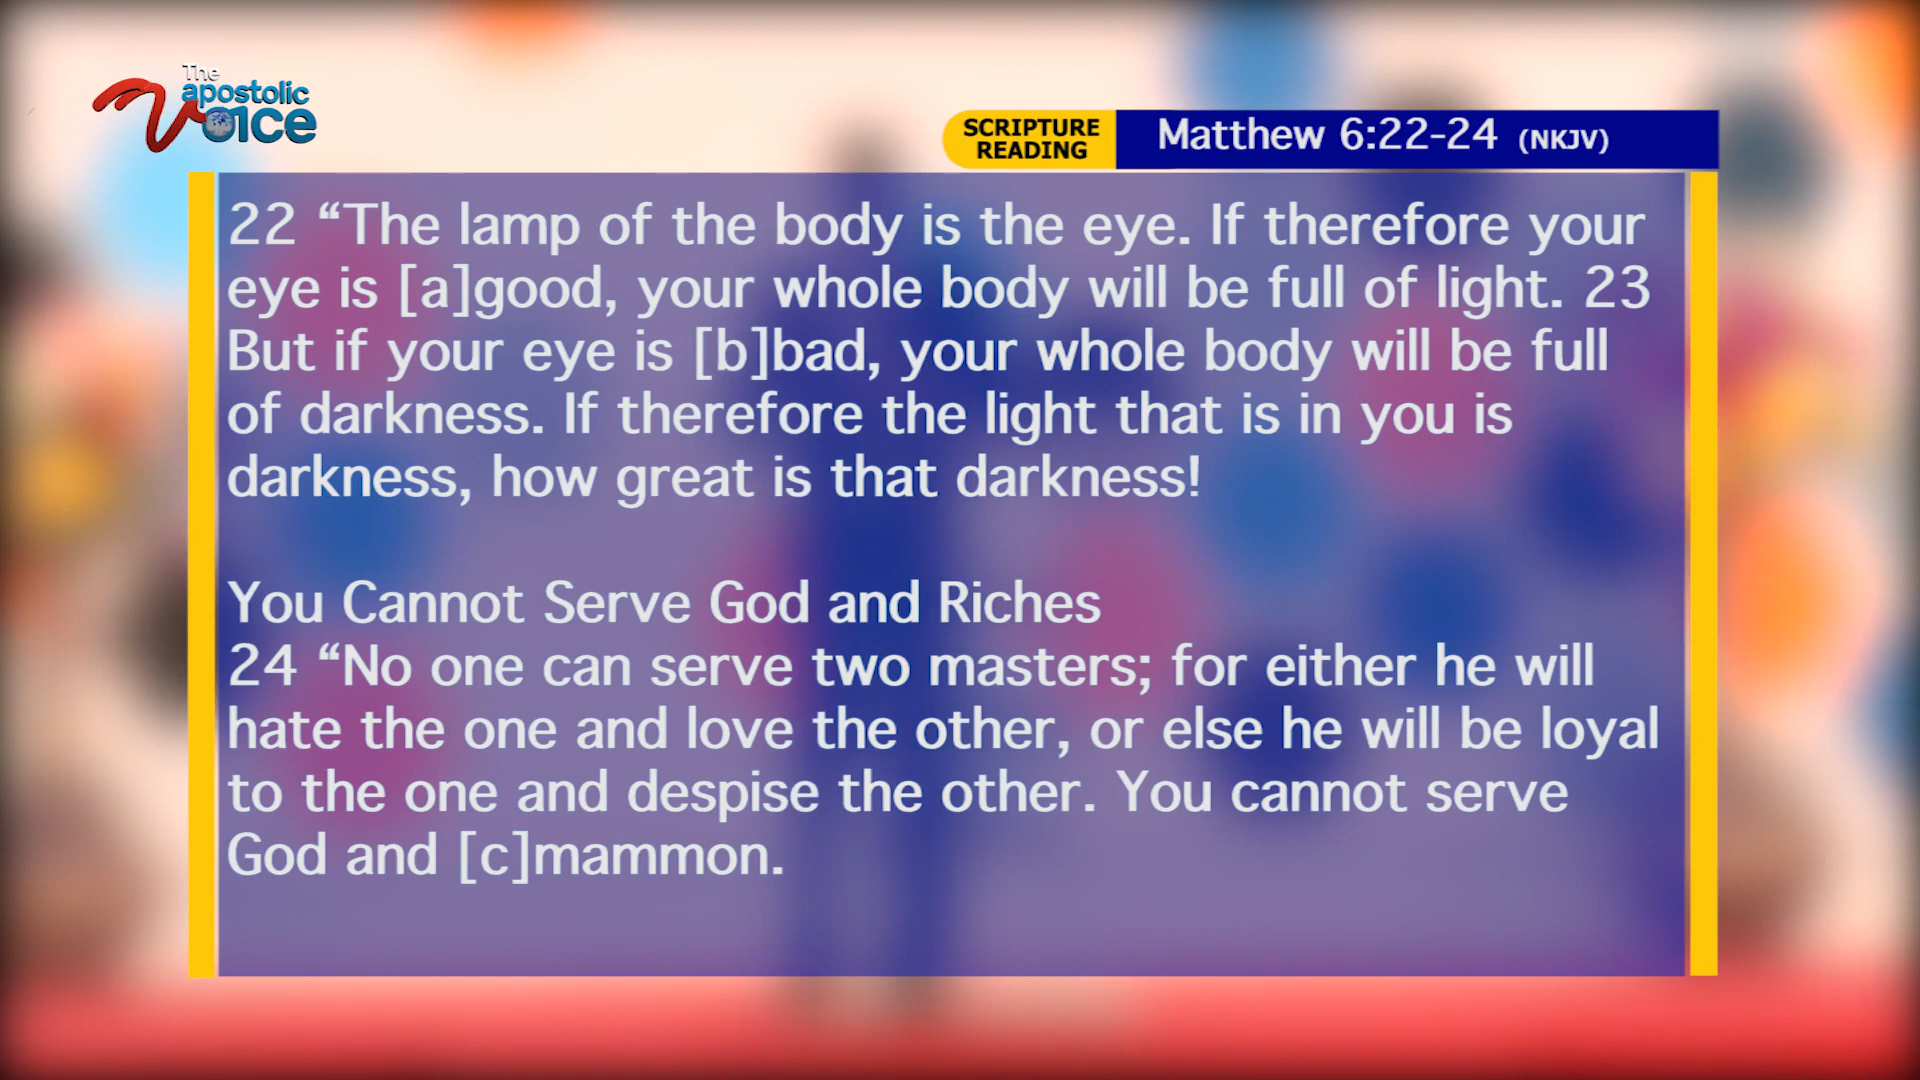 The
apostolic
Voice
SCRIPTURE
READING
Matthew 6:22-24 (NKJV)
22 “The lamp of the body is the eye. If therefore your
eye is [a]good, your whole body will be full of light. 23
But if your eye is [b]bad, your whole body will be full
of darkness. If therefore the light that is in you is
darkness, how great is that darkness!
You Cannot Serve God and Riches
24 “No one can serve two masters; for either he will
hate the one and love the other, or else he will be loyal
to the one and despise the other. You cannot serve
God and [c]mammon.